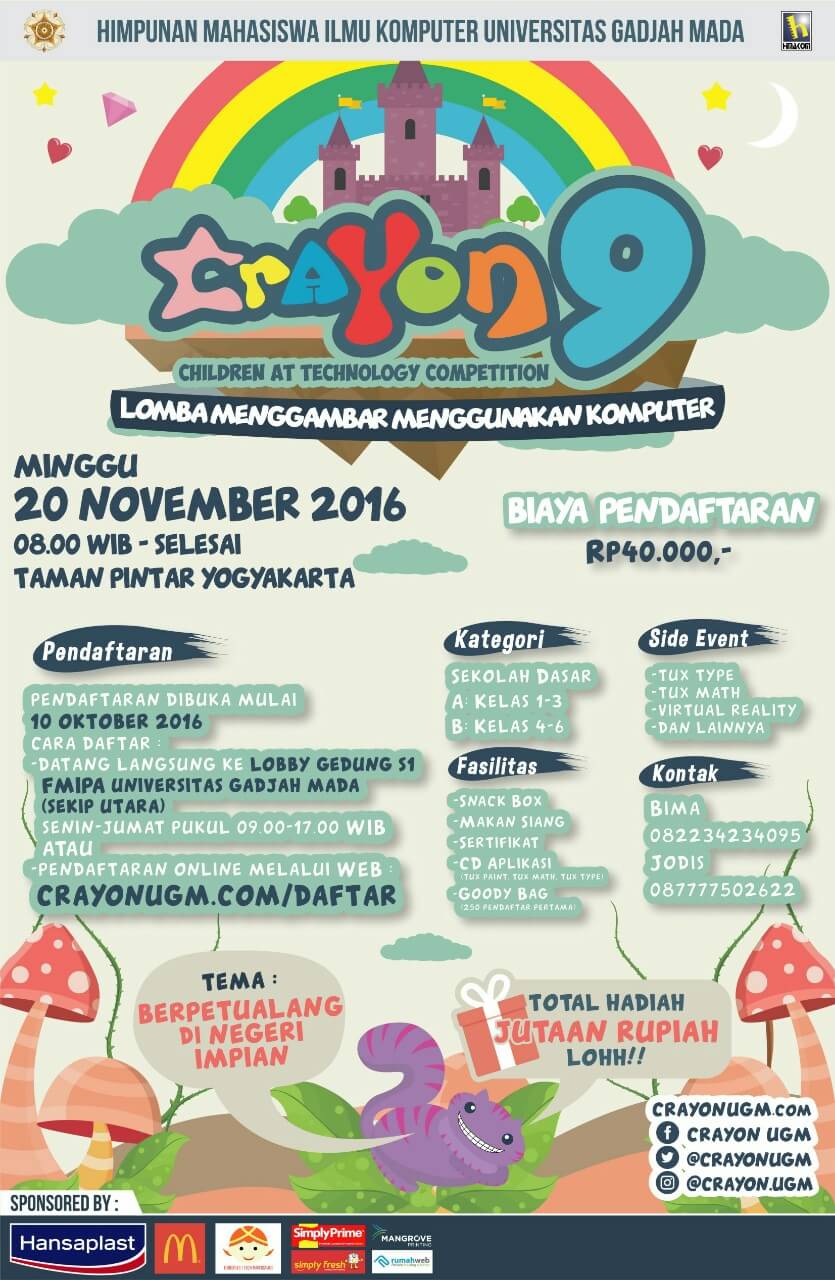 HIMPUNAN MAHASISWA ILMU KOMPUTER UNIVERSITAS GADJAH MADA
HIMAKOM
CRAYON 9
CHILDREN AT TECHNOLOGY COMPETITION
LOMBA MENGGAMBAR MENGGUNAKAN KOMPUTER
MINGGU
20 NOVEMBER 2016
08.00 WIB - SELESAI
TAMAN PINTAR YOGYAKARTA
BIAYA PENDAFTARAN
RP40.000,-
Pendaftaran
PENDAFTARAN DIBUKA MULAI
10 OKTOBER 2016
CARA DAFTAR :
-DATANG LANGSUNG KE LOBBY GEDUNG S1
FMIPA UNIVERSITAS GADJAH MADA
(SEKIP UTARA)
SENIN-JUMAT PUKUL 09.00-17.00 WIB
ATAU
-PENDAFTARAN ONLINE MELALUI WEB :
CRAYONUGM.COM/DAFTAR
Kategori
SEKOLAH DASAR
A: KELAS 1-3
B: KELAS 4-6
Fasilitas
-SNACK BOX
-MAKAN SIANG
-SERTIFIKAT
-CD APLIKASI
(TUX PAINT, TUX MATH, TUX TYPE)
-GOODY BAG
(250 PENDAFTAR PERTAMA)
Side Event
-TUX TYPE
-TUX MATH
-VIRTUAL REALITY
-DAN LAINNYA
Kontak
BIMA
082234234095
JODIS
087777502622
TEMA :
BERPETUALANG
DI NEGERI
IMPIAN
TOTAL HADIAH
JUTAAN RUPIAH
LOHH!!
CRAYONUGM.COM
CRAYON UGM
@CRAYONUGM
@CRAYON.UGM
SPONSORED BY :
Hansaplast
SimplyPrime
simply fresh
MANGROVE
PRINTING
rumahweb